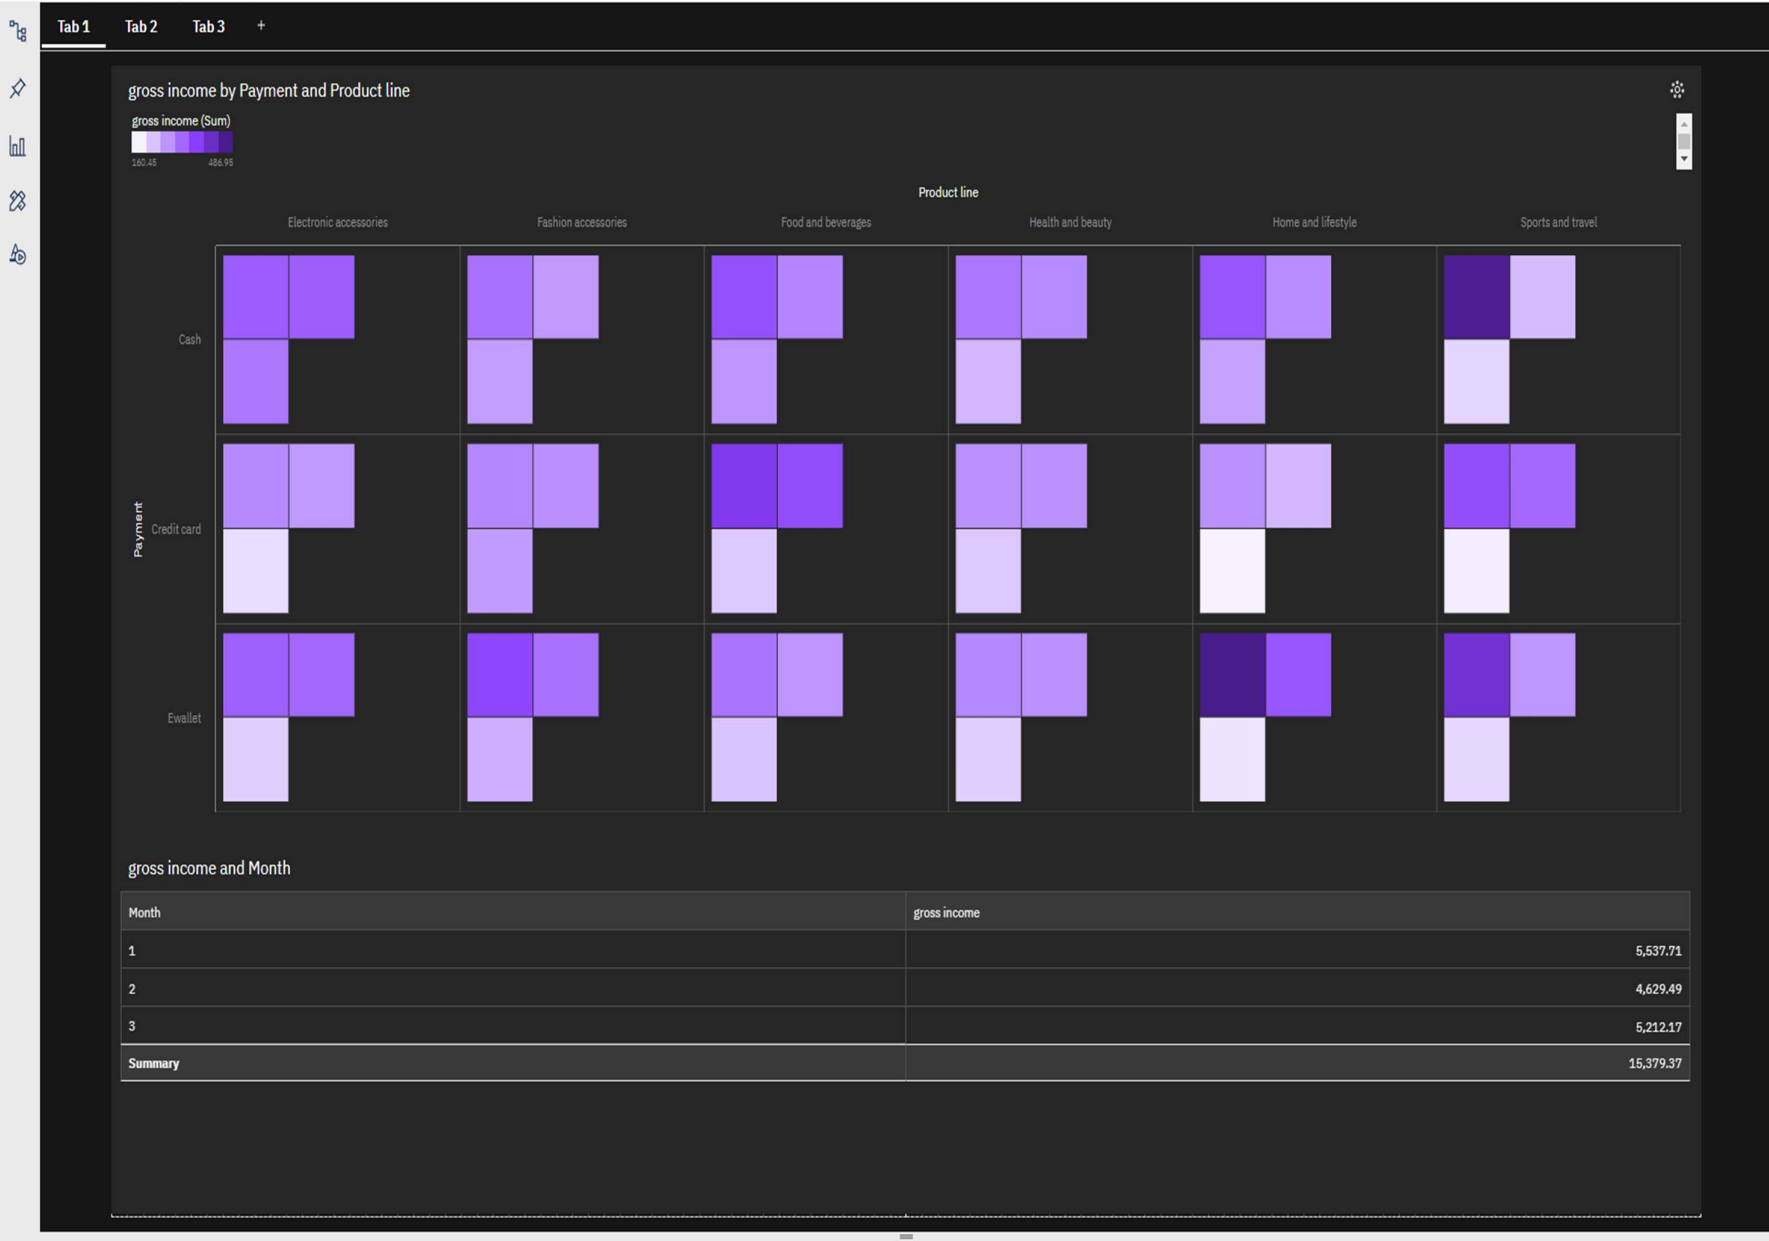 Tab 1 Tab 2 Tab 3 +
gross income by Payment and Product line
gross income (Sum)
160.45 486.95
Product line
Electronic accessories Fashion accessories Food and beverages Health and beauty Home and lifestyle Sports and travel
Cash
Payment
Credit card
Ewallet
gross income and Month
Month gross income
1 5,537.71
2 4,629.49
3 5,212.17
Summary 15,379.37